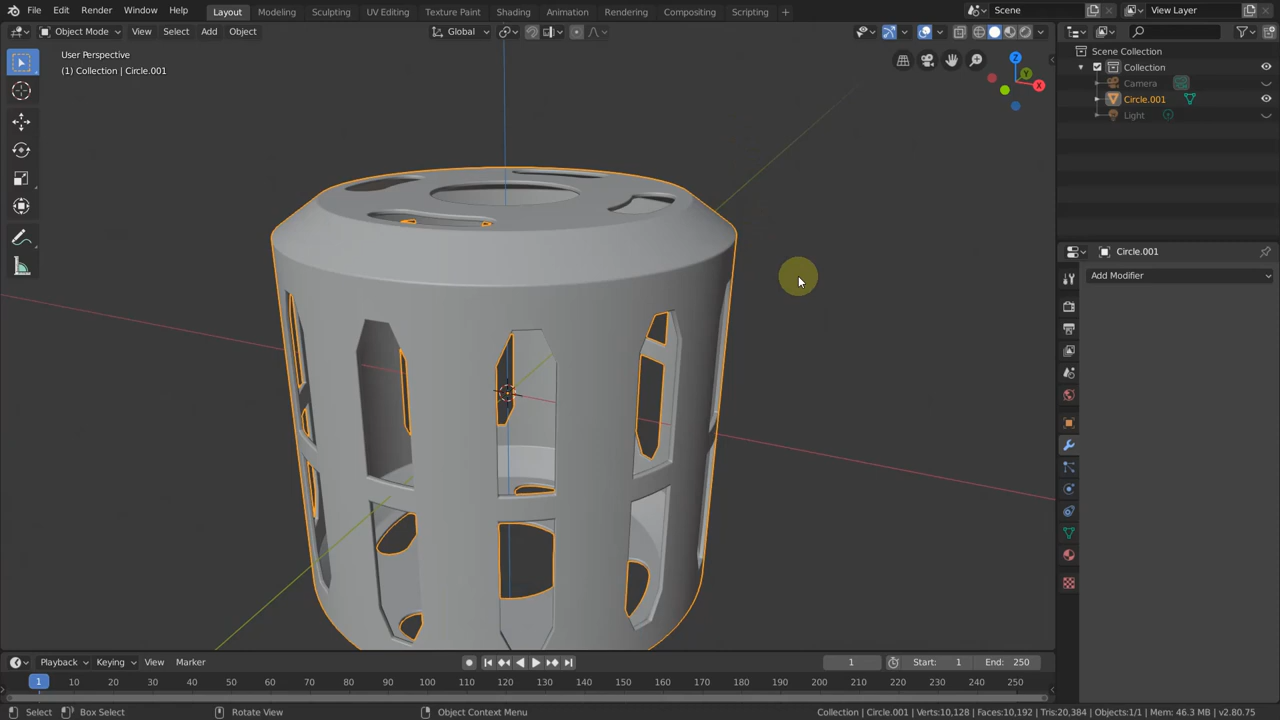 File Edit Render Window Help
Layout Modeling Sculpting UV Editing Texture Paint Shading Animation Rendering Compositing Scripting +
Scene
View Layer
Object Mode View Select Add Object
Global
User Perspective
(1) Collection | Circle.001
Z
Y
X
Scene Collection
Collection
Camera
Circle.001
Light
Circle.001
Add Modifier
Playback Keying View Marker
1
Start: 1
End: 250
1 10 20 30 40 50 60 70 80 90 100 110 120 130 140 150 160 170 180 190 200 210 220 230 240 250
Select Box Select Rotate View Object Context Menu
Collection | Circle.001 | Verts:10,128 | Faces:10,192 | Tris:20,384 | Objects:1/1 | Mem: 46.3 MB | v2.80.75